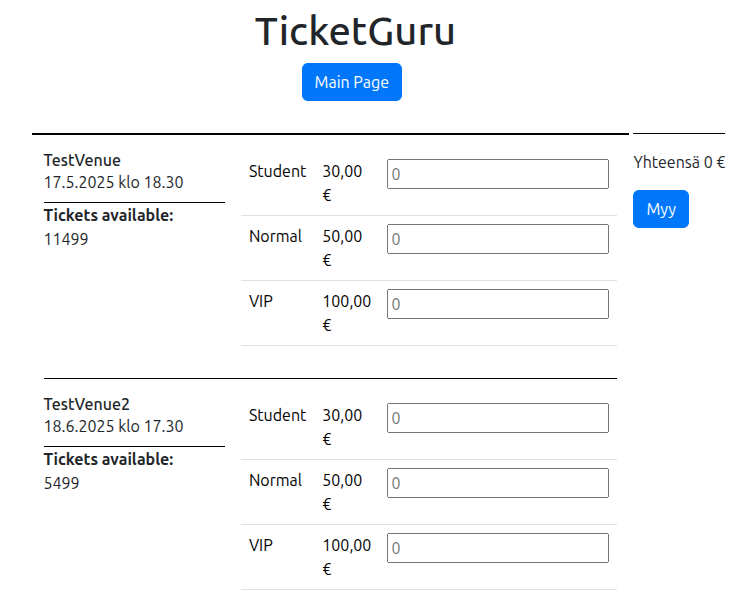 TicketGuru
Main Page
TestVenue
17.5.2025 klo 18.30
Tickets available:
11499
Student 30,00 € 0
Normal 50,00 € 0
VIP 100,00 € 0
Yhteensä 0 €
Myy
TestVenue2
18.6.2025 klo 17.30
Tickets available:
5499
Student 30,00 € 0
Normal 50,00 € 0
VIP 100,00 € 0